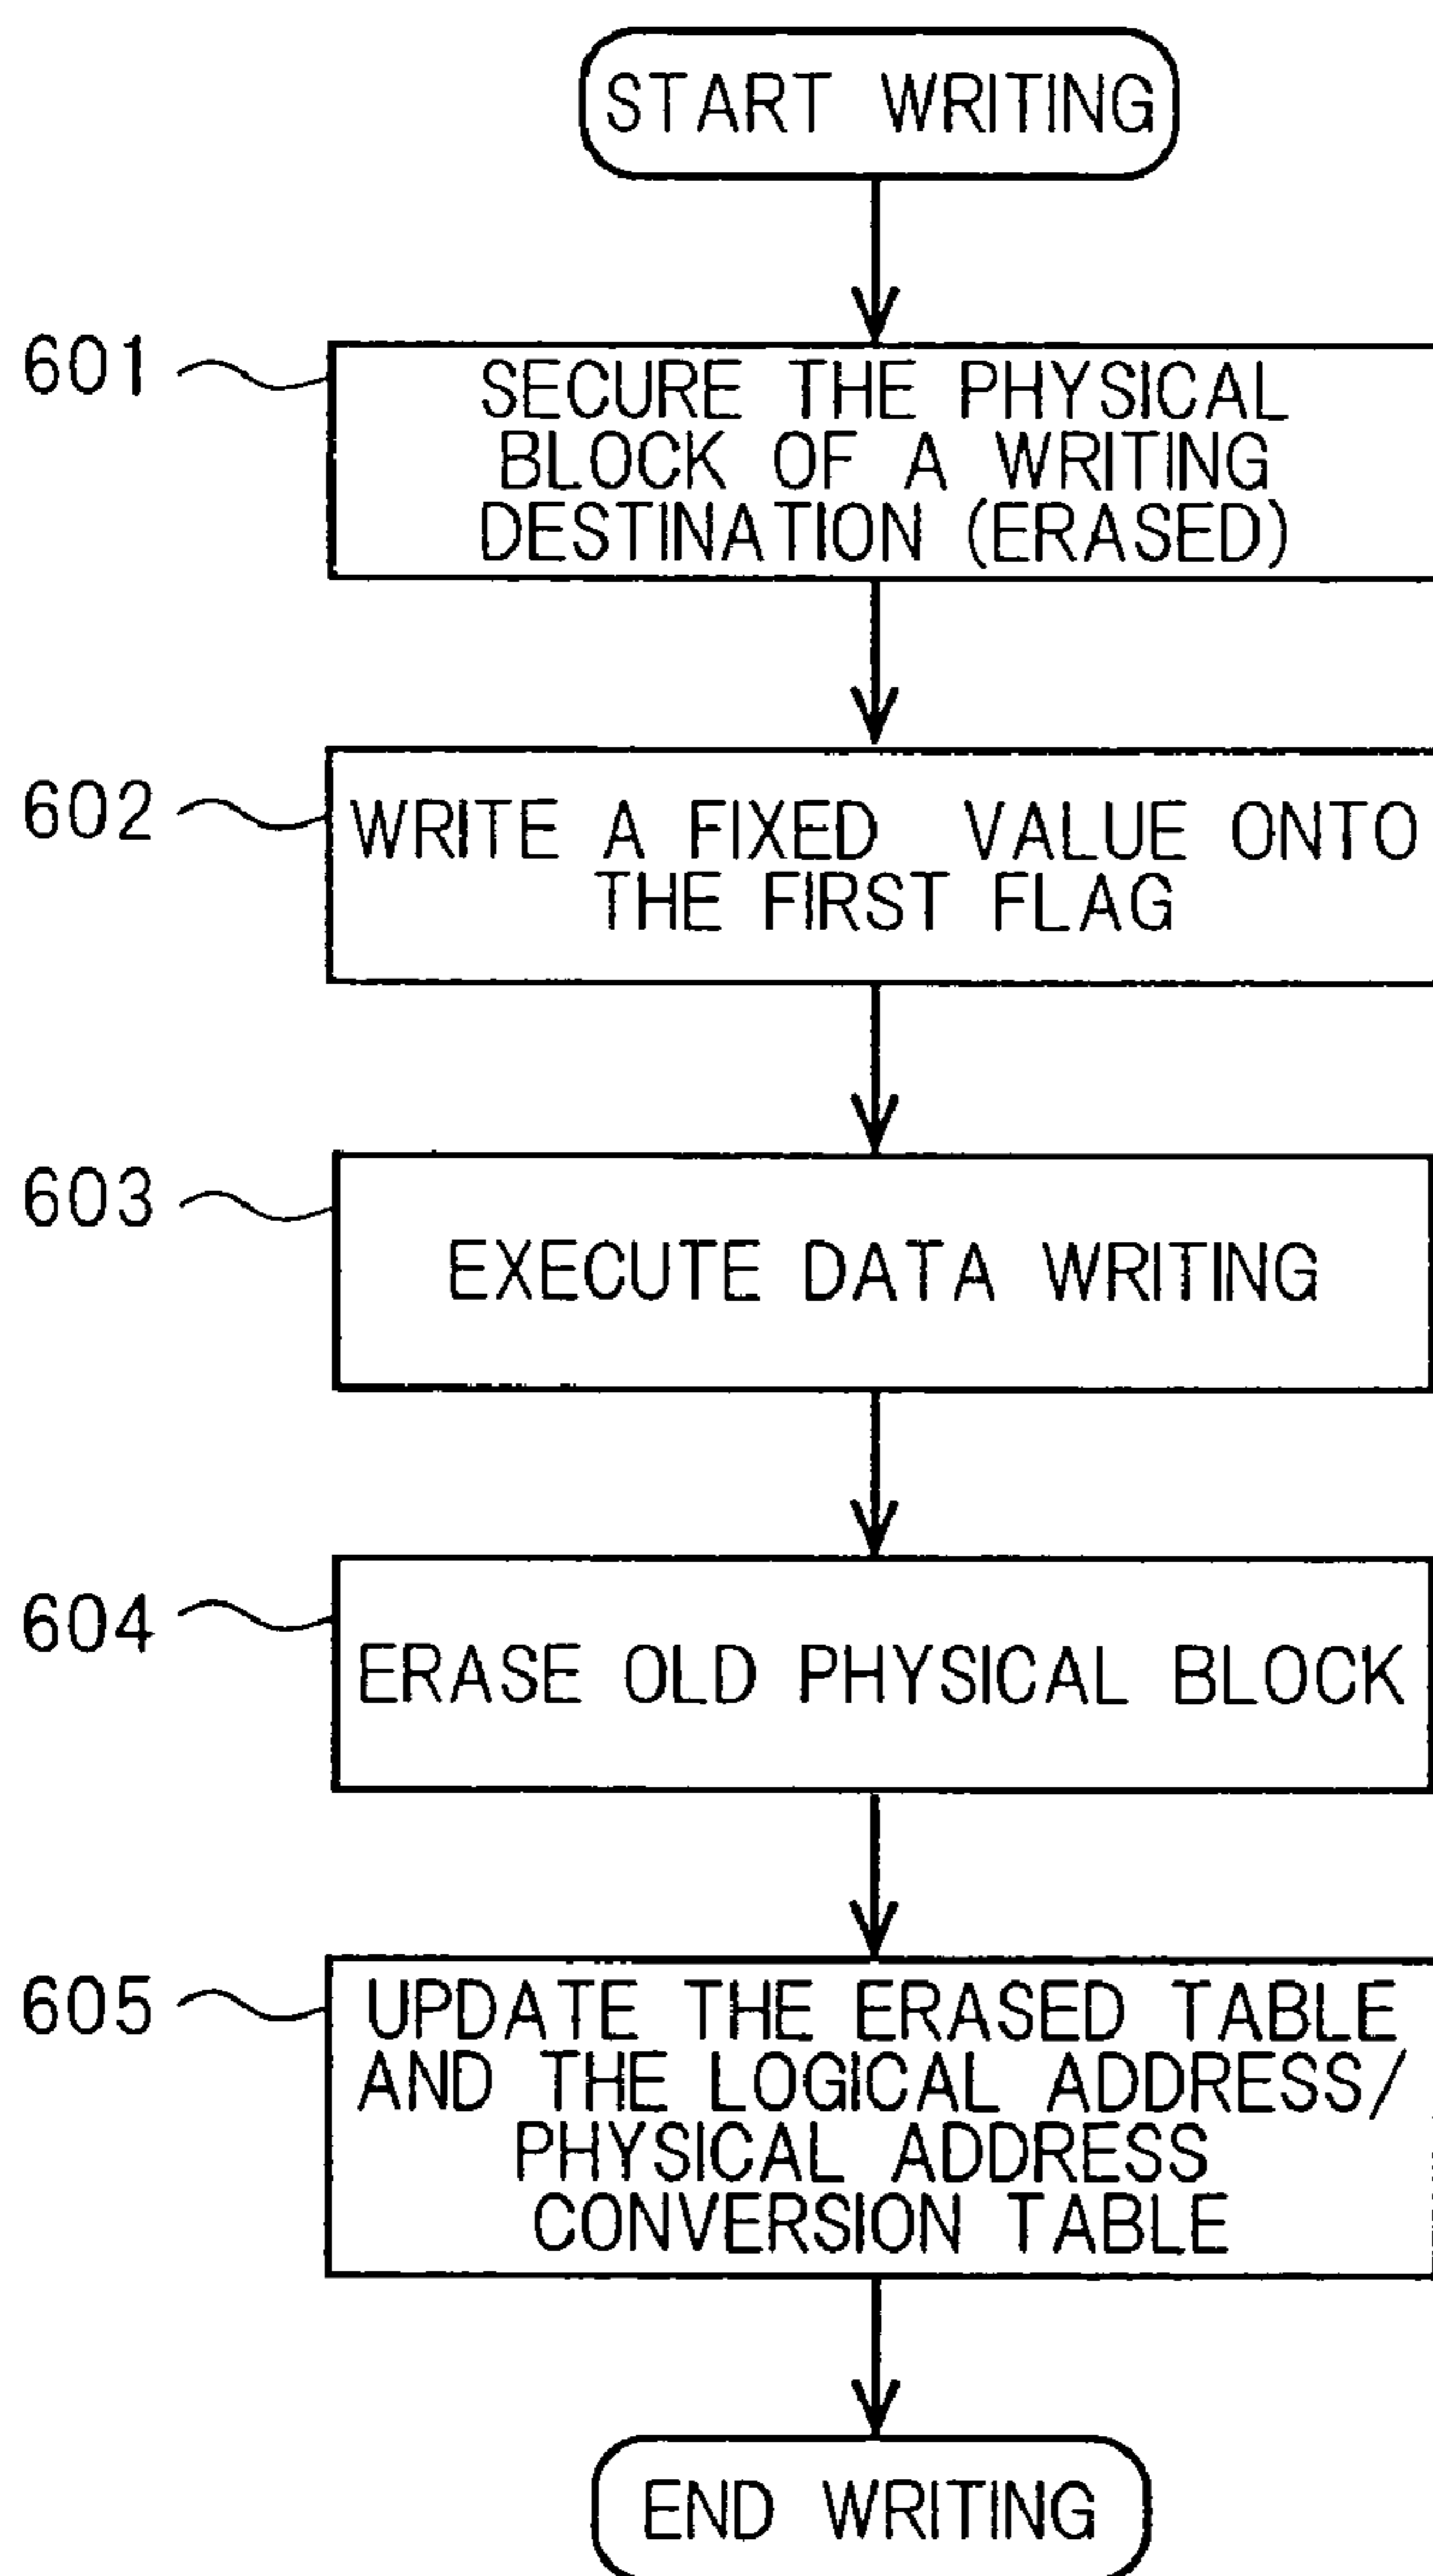 START WRITING
601
SECURE THE PHYSICAL
BLOCK OF A WRITING
DESTINATION (ERASED)
602
WRITE A FIXED VALUE ONTO
THE FIRST FLAG
603
EXECUTE DATA WRITING
604
ERASE OLD PHYSICAL BLOCK
605
UPDATE THE ERASED TABLE
AND THE LOGICAL ADDRESS/
PHYSICAL ADDRESS
CONVERSION TABLE
END WRITING